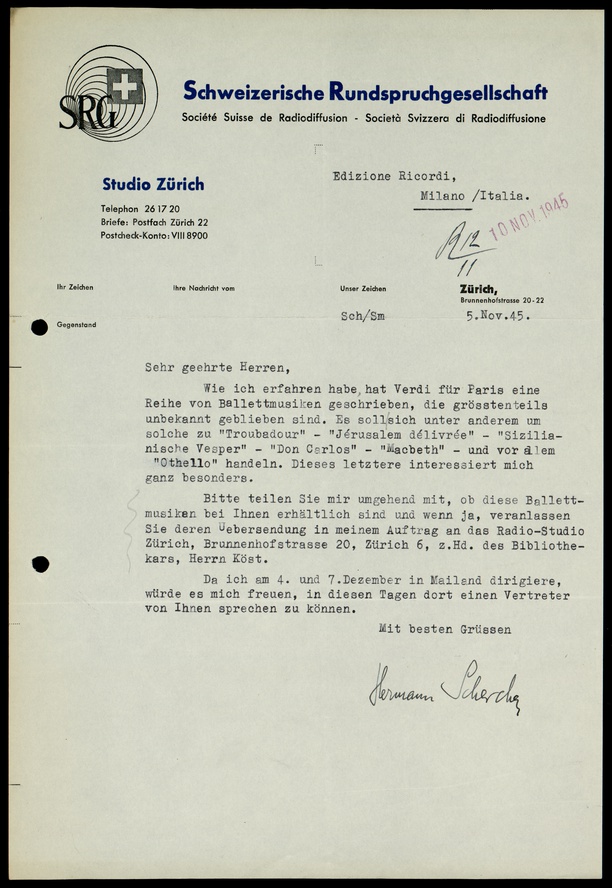 SRG
Schweizerische Rundspruchgesellschaft
Société Suisse de Radiodiffusion - Società Svizzera di Radiodiffusione
Studio Zürich
Telephon 26 17 20
Briefe: Postfach Zürich 22
Postcheck-Konto: VIII 8900
Edizione Ricordi,
Milano /Italia.
10 NOV. 1945
R 12/11
Ihr Zeichen
Ihre Nachricht vom
Unser Zeichen
Zürich,
Brunnenhofstrasse 20-22
Sch/Sm
5.Nov.45.
Gegenstand
Sehr geehrte Herren,
Wie ich erfahren habe, hat Verdi für Paris eine
Reihe von Ballettmusiken geschrieben, die grösstenteils
unbekannt geblieben sind. Es soll/sich unter anderem um
solche zu "Troubadour" - "Jérusalem délivrée" - "Sizilia-
nische Vesper" - "Don Carlos" - "Macbeth" - und vor allem
"Othello" handeln. Dieses letztere interessiert mich
ganz besonders.
Bitte teilen Sie mir umgehend mit, ob diese Ballett-
musiken bei Ihnen erhältlich sind und wenn ja, veranlassen
Sie deren Uebersendung in meinem Auftrag an das Radio-Studio
Zürich, Brunnenhofstrasse 20, Zürich 6, z.Hd. des Bibliothe-
kars, Herrn Köst.
Da ich am 4. und 7.Dezember in Mailand dirigiere,
würde es mich freuen, in diesen Tagen dort einen Vertreter
von Ihnen sprechen zu können.
Mit besten Grüssen
Hermann Scherchen